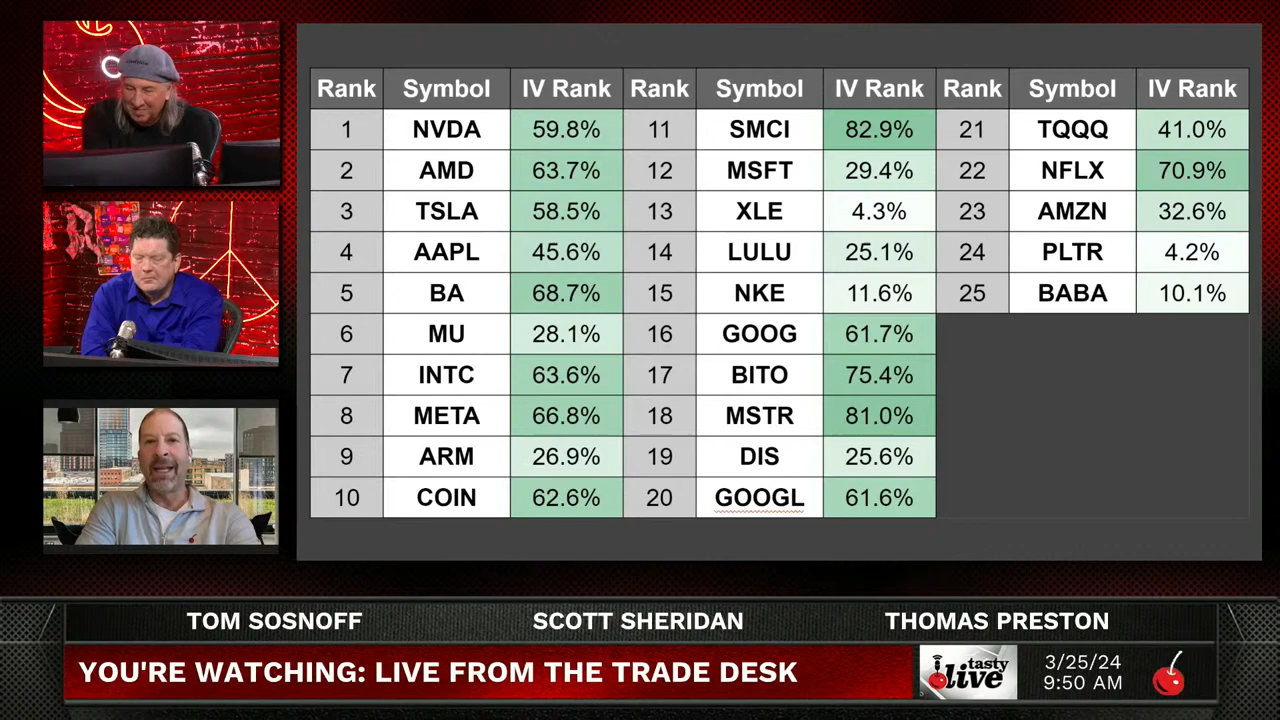 Rank Symbol IV Rank Rank Symbol IV Rank Rank Symbol IV Rank
1 NVDA 59.8% 11 SMCI 82.9% 21 TQQQ 41.0%
2 AMD 63.7% 12 MSFT 29.4% 22 NFLX 70.9%
3 TSLA 58.5% 13 XLE 4.3% 23 AMZN 32.6%
4 AAPL 45.6% 14 LULU 25.1% 24 PLTR 4.2%
5 BA 68.7% 15 NKE 11.6% 25 BABA 10.1%
6 MU 28.1% 16 GOOG 61.7%
7 INTC 63.6% 17 BITO 75.4%
8 META 66.8% 18 MSTR 81.0%
9 ARM 26.9% 19 DIS 25.6%
10 COIN 62.6% 20 GOOGL 61.6%
TOM SOSNOFF SCOTT SHERIDAN THOMAS PRESTON
YOU'RE WATCHING: LIVE FROM THE TRADE DESK
tasty
live
3/25/24
9:50 AM